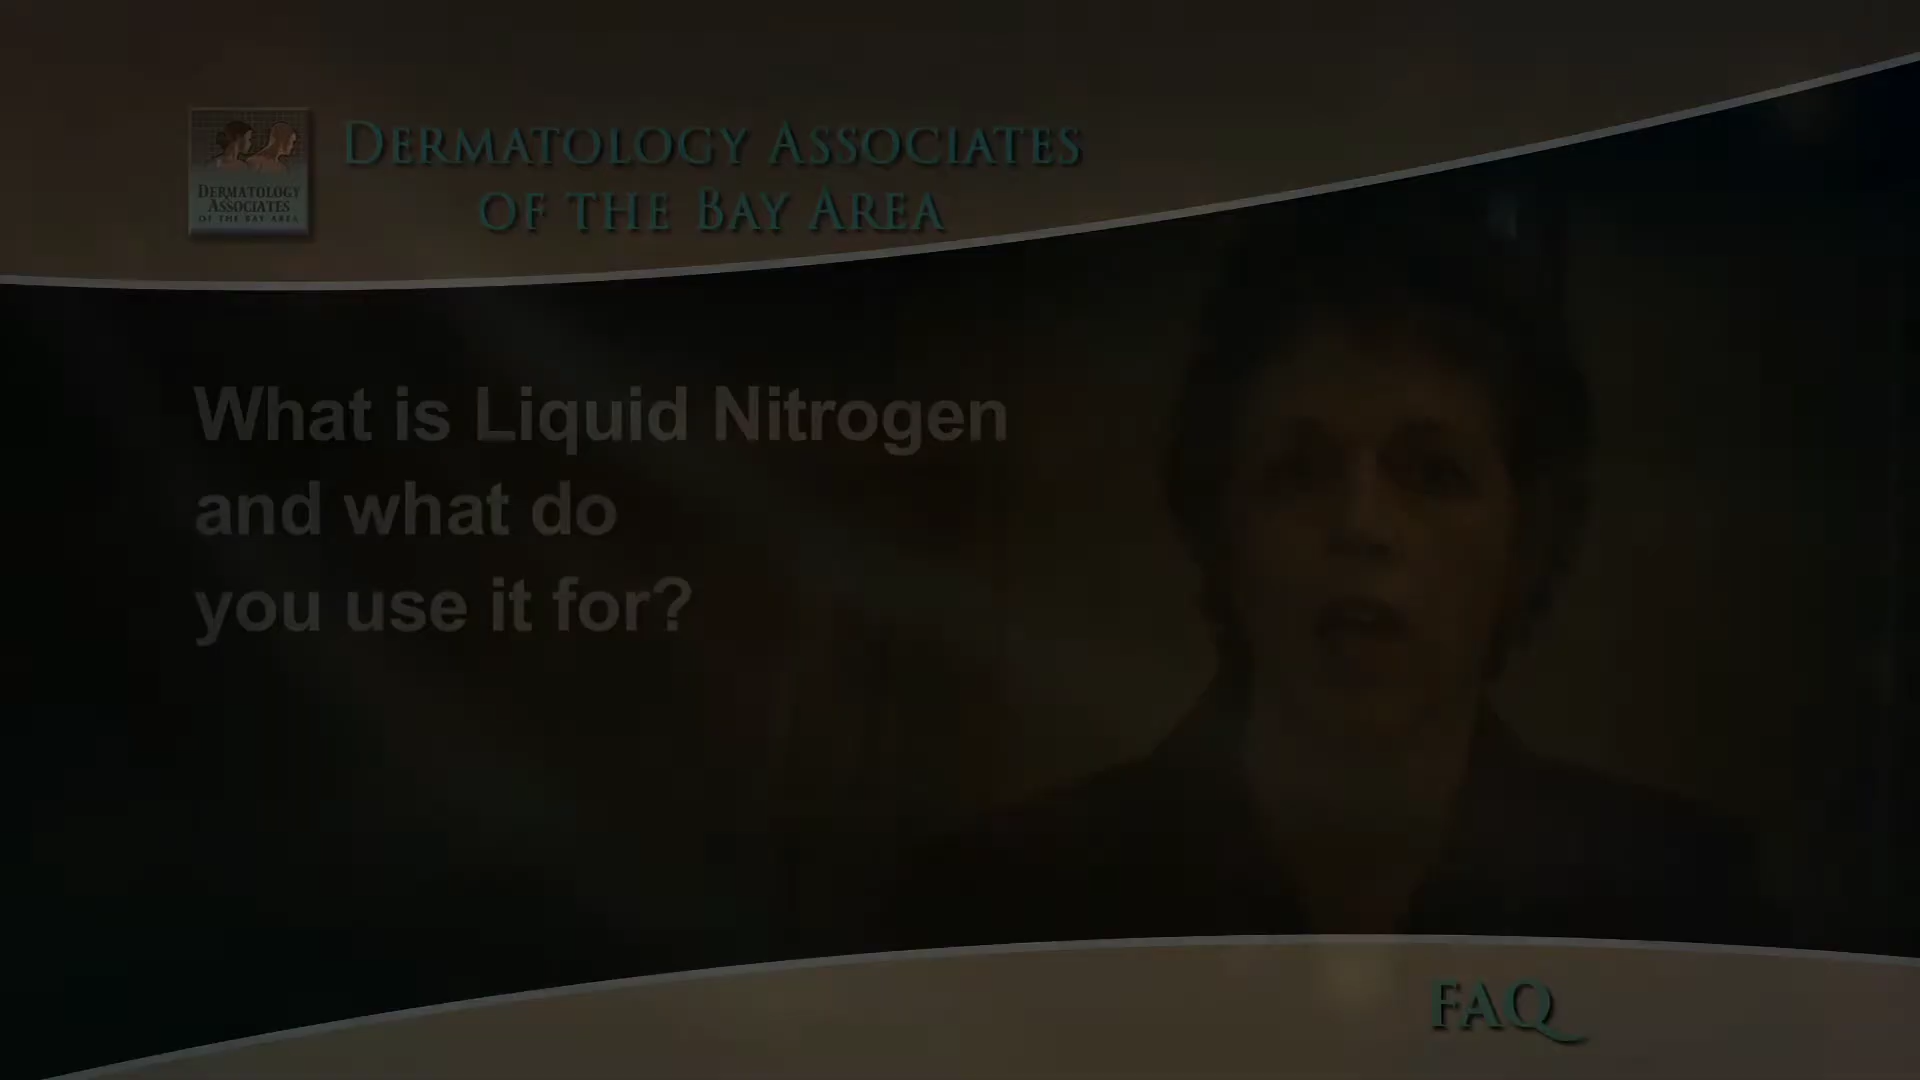 DERMATOLOGY ASSOCIATES
OF THE BAY AREA
DERMATOLOGY
ASSOCIATES
OF THE BAY AREA
What is Liquid Nitrogen
and what do
you use it for?
FAQ